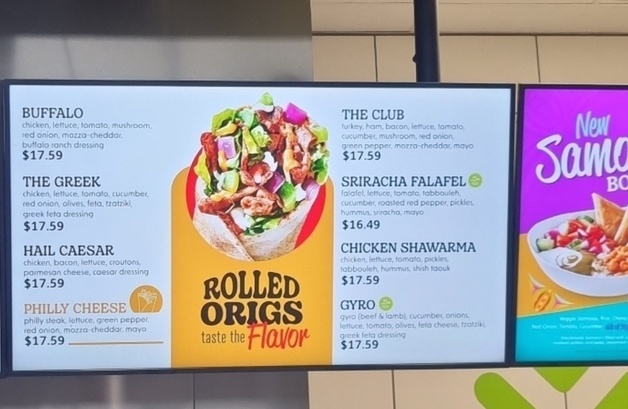 BUFFALO
chicken, lettuce, tomato, mushroom,
red onion, mozza-cheddar,
buffalo ranch dressing
$17.59
THE GREEK
chicken, lettuce, tomato, cucumber,
red onion, olives, feta, tzatziki,
greek feta dressing
$17.59
HAIL CAESAR
chicken, bacon, lettuce, croutons,
parmesan cheese, caesar dressing
$17.59
PHILLY CHEESE
philly steak, lettuce, green pepper,
red onion, mozza-cheddar, mayo
$17.59
ROLLED
ORIGS
taste the Flavor
THE CLUB
turkey, ham, bacon, lettuce, tomato,
cucumber, mushroom, red onion,
green pepper, mozza-cheddar, mayo
$17.59
SRIRACHA FALAFEL
falafel, lettuce, tomato, tabbouleh,
cucumber, roasted red pepper, pickles,
hummus, sriracha, mayo
$16.49
CHICKEN SHAWARMA
chicken, lettuce, tomato, pickles,
tabbouleh, hummus, shish taouk
$17.59
GYRO
gyro (beef & lamb), cucumber, onions,
lettuce, tomato, olives, feta cheese, tzatziki,
greek feta dressing
$17.59
New
Samo
BO